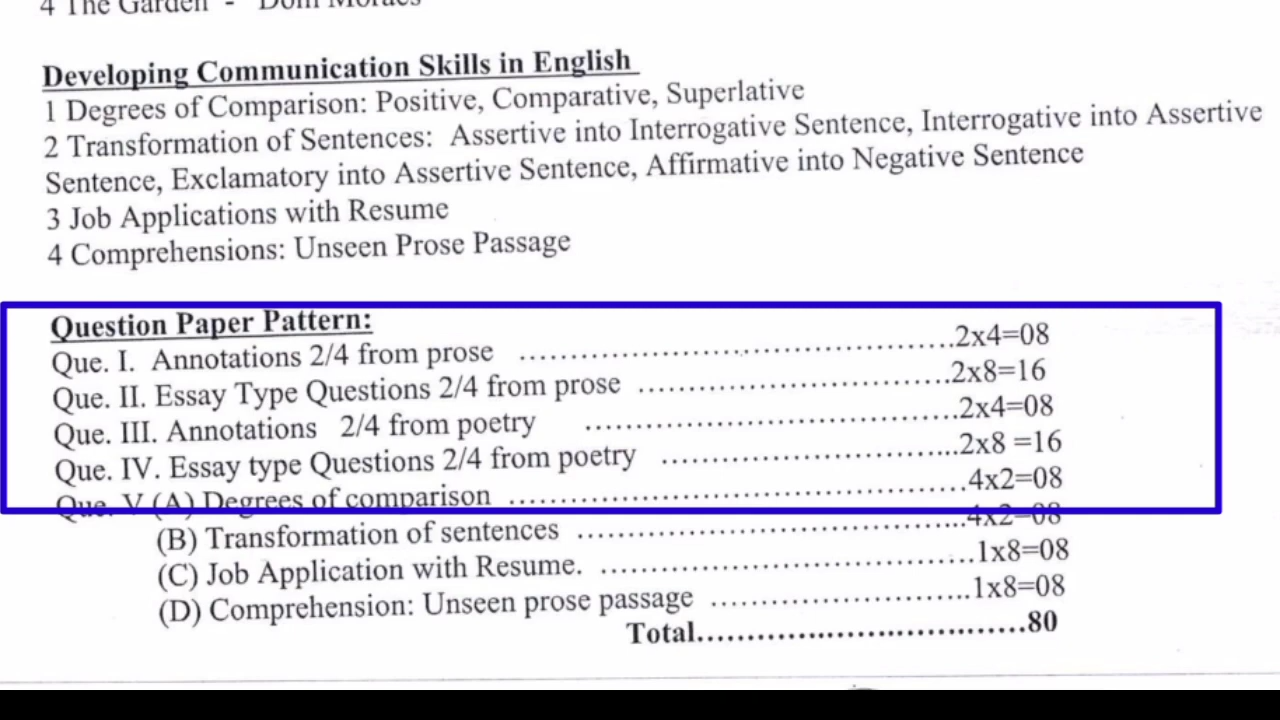 4 The Garden - Dom Moraes
Developing Communication Skills in English
1 Degrees of Comparison: Positive, Comparative, Superlative
2 Transformation of Sentences: Assertive into Interrogative Sentence, Interrogative into Assertive
Sentence, Exclamatory into Assertive Sentence, Affirmative into Negative Sentence
3 Job Applications with Resume
4 Comprehensions: Unseen Prose Passage
Question Paper Pattern:
Que. I. Annotations 2/4 from prose ..............................................2x4=08
Que. II. Essay Type Questions 2/4 from prose ..................................2x8=16
Que. III. Annotations 2/4 from poetry ........................................2x4=08
Que. IV. Essay type Questions 2/4 from poetry ................................2x8 =16
Que. V (A) Degrees of comparison ..................................................4x2=08
(B) Transformation of sentences ..........................................4x2=08
(C) Job Application with Resume. .........................................1x8=08
(D) Comprehension: Unseen prose passage .............................1x8=08
Total....................................80